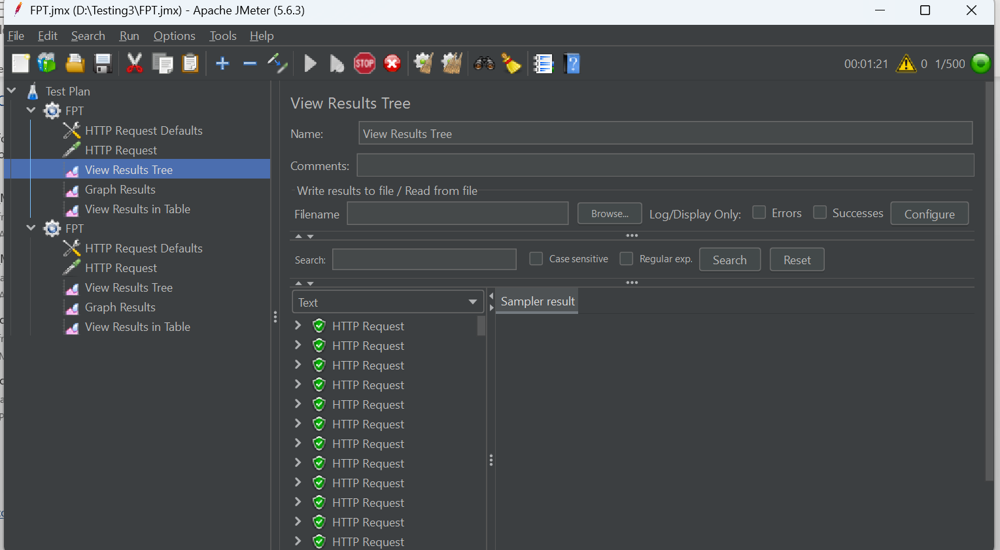 FPT.jmx (D:\Testing3\FPT.jmx) - Apache JMeter (5.6.3)
File Edit Search Run Options Tools Help
STOP ? 00:01:21 0 1/500
Test Plan
FPT
HTTP Request Defaults
HTTP Request
View Results Tree
Graph Results
View Results in Table
FPT
HTTP Request Defaults
HTTP Request
View Results Tree
Graph Results
View Results in Table
View Results Tree
Name: View Results Tree
Comments:
Write results to file / Read from file
Filename Browse... Log/Display Only: Errors Successes Configure
Search: Case sensitive Regular exp. Search Reset
Text
Sampler result
HTTP Request
HTTP Request
HTTP Request
HTTP Request
HTTP Request
HTTP Request
HTTP Request
HTTP Request
HTTP Request
HTTP Request
HTTP Request
HTTP Request